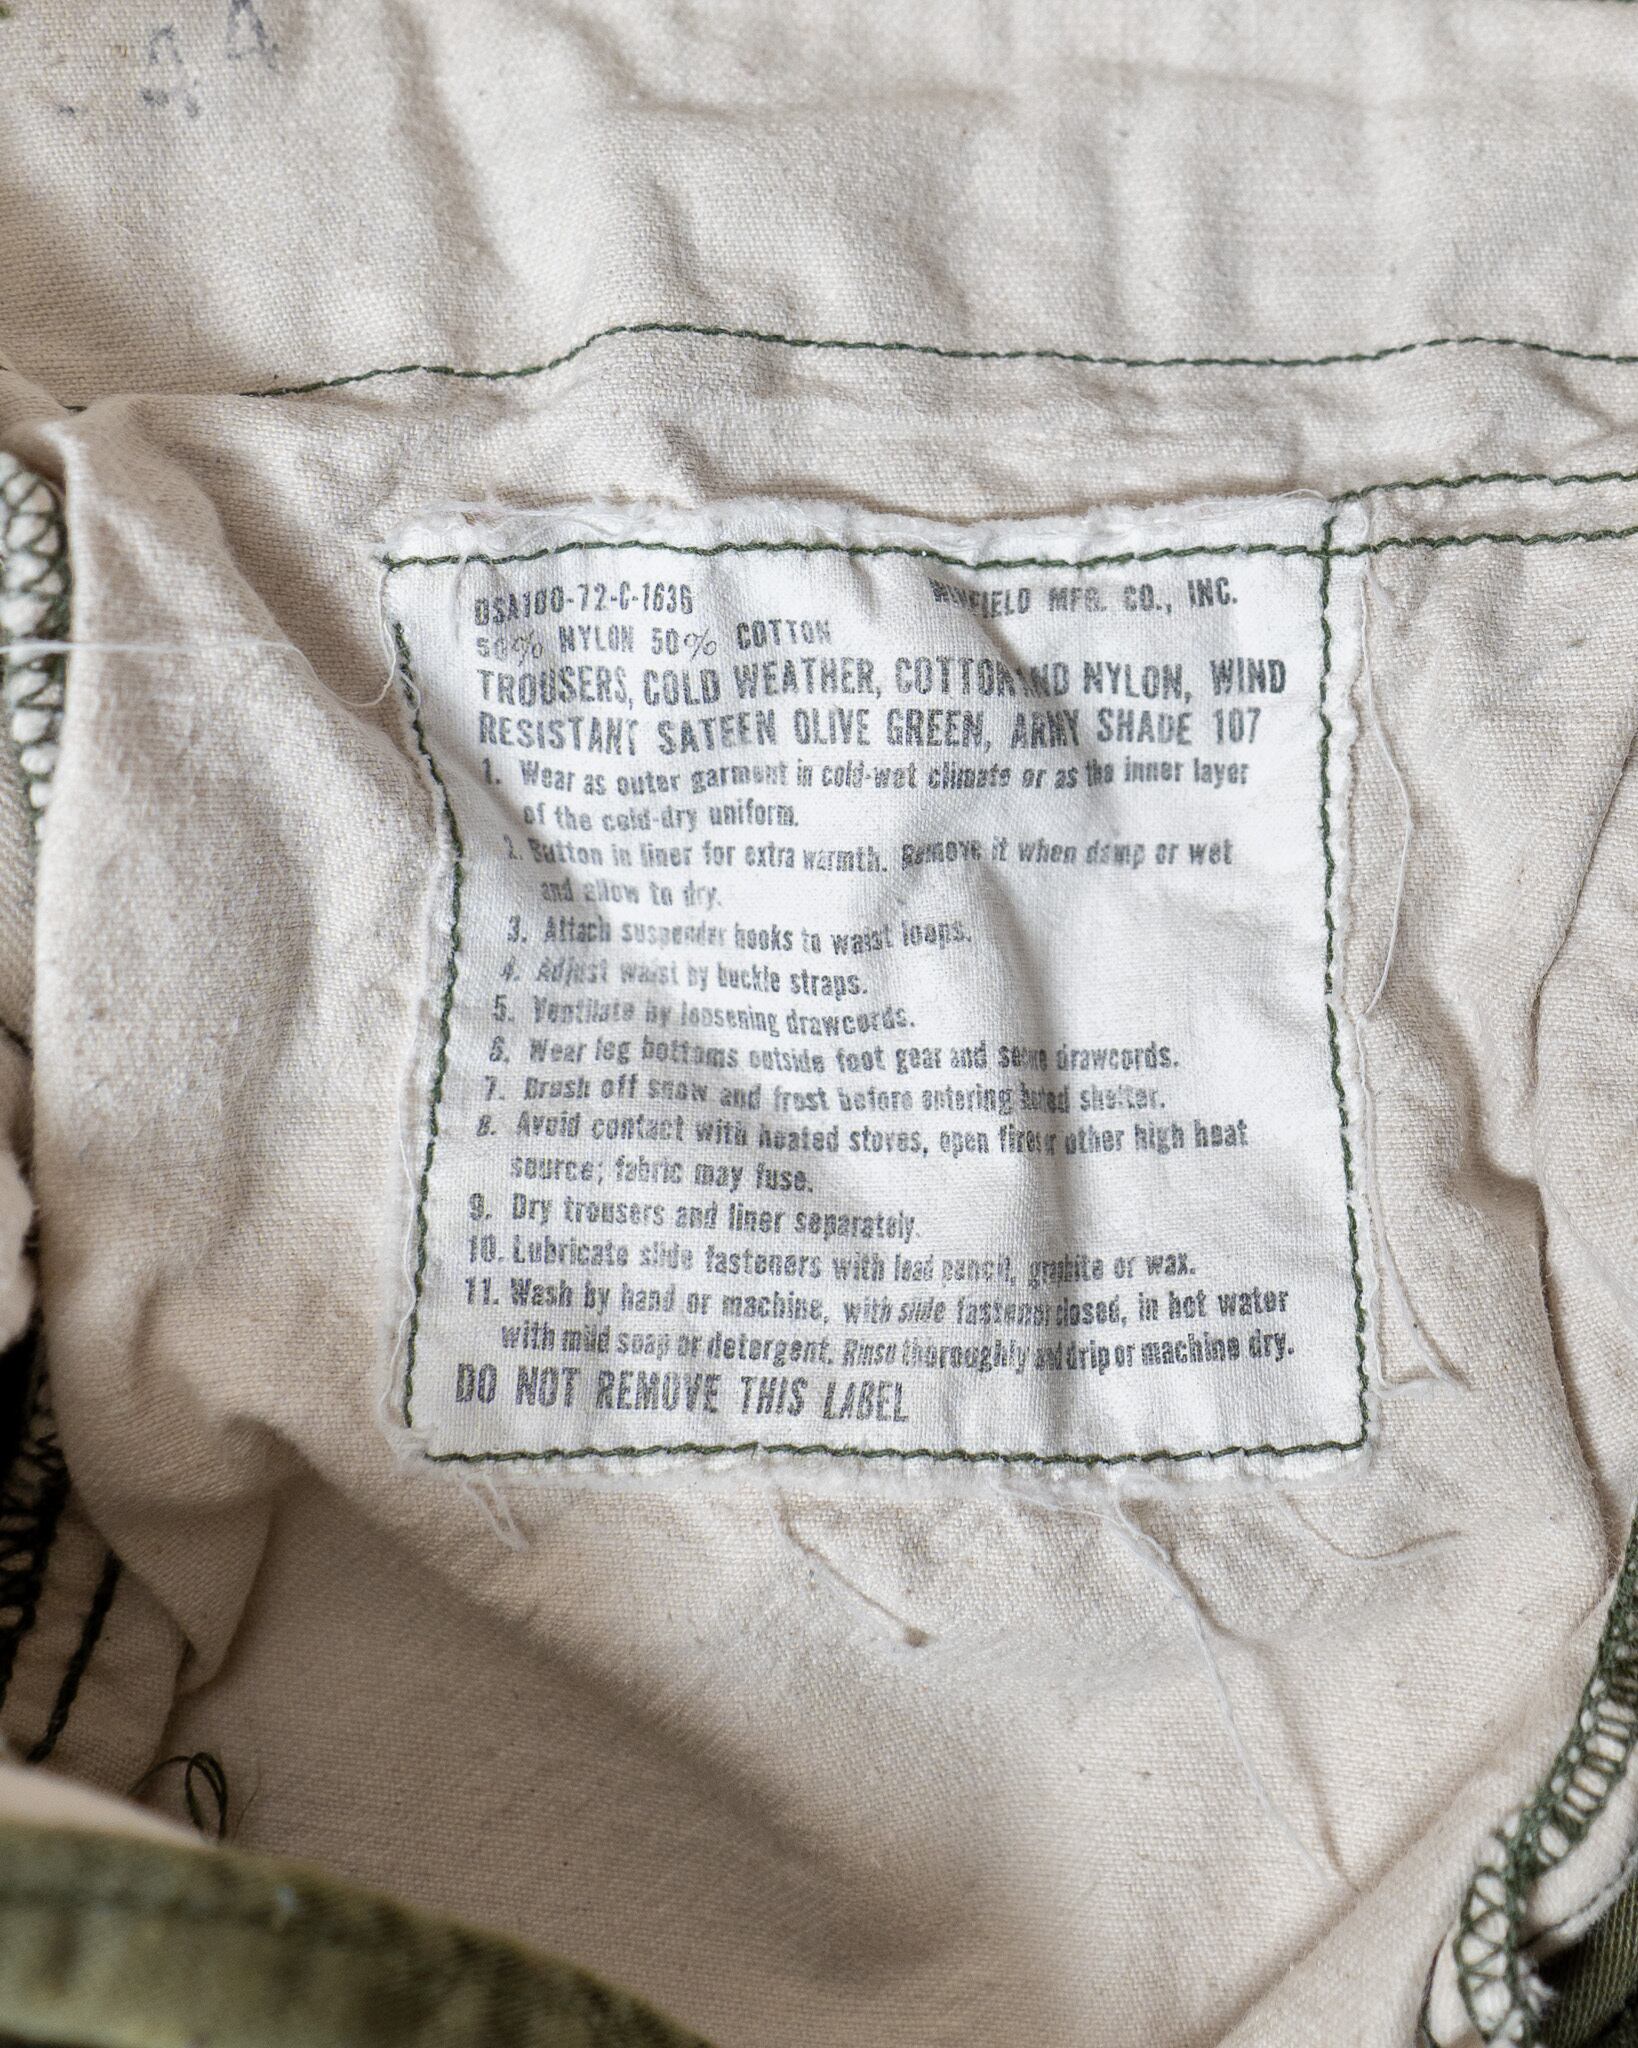 DSA100-72-C-1636 WINFIELD MFG. CO., INC.
50% NYLON 50% COTTON
TROUSERS, COLD WEATHER, COTTON AND NYLON, WIND
RESISTANT SATEEN OLIVE GREEN, ARMY SHADE 107
1. Wear as outer garment in cold-wet climate or as the inner layer
of the cold-dry uniform.
2. Button in liner for extra warmth. Remove it when damp or wet
and allow to dry.
3. Attach suspender hooks to waist loops.
4. Adjust waist by buckle straps.
5. Ventilate by loosening drawcords.
6. Wear leg bottoms outside foot gear and secure drawcords.
7. Brush off snow and frost before entering heated shelter.
8. Avoid contact with heated stoves, open fires or other high heat
source; fabric may fuse.
9. Dry trousers and liner separately.
10. Lubricate slide fasteners with lead pencil, graphite or wax.
11. Wash by hand or machine, with slide fastener closed, in hot water
with mild soap or detergent. Rinse thoroughly and drip or machine dry.
DO NOT REMOVE THIS LABEL